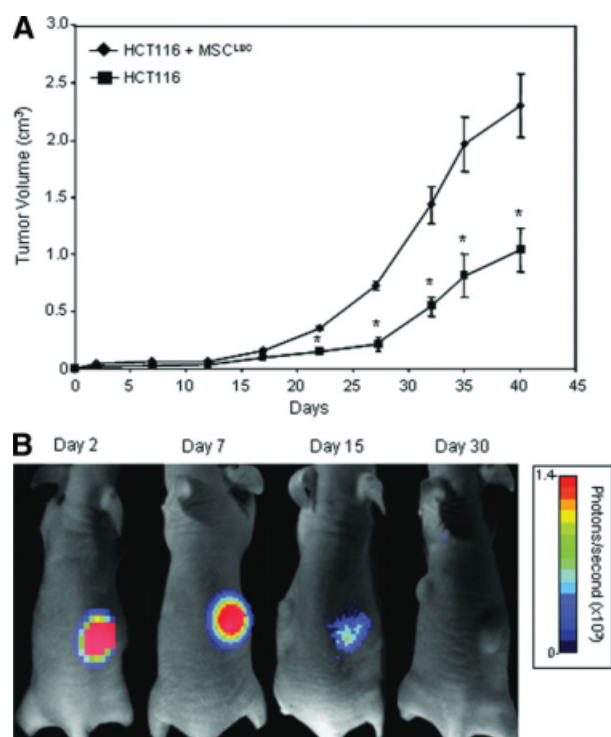 A
3.0
2.5
2.0
1.5
1.0
0.5
0
Tumor Volume (cm³)
HCT116 + MSCᴸᵁᶜ
HCT116
*
*
*
*
*
0 5 10 15 20 25 30 35 40 45
Days
B
Day 2 Day 7 Day 15 Day 30
1.4
0
Photons/second (x10³)